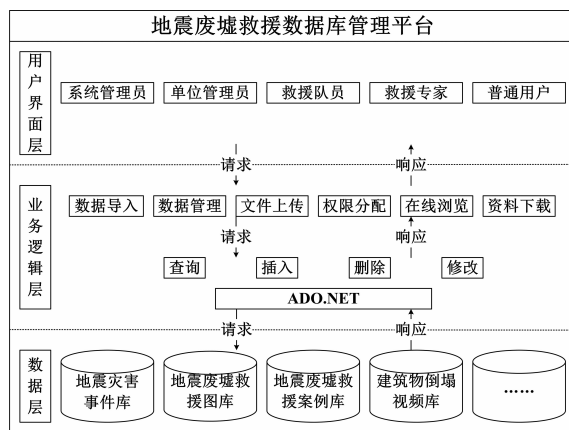 地震废墟救援数据库管理平台
用户界面层
系统管理员 单位管理员 救援队员 救援专家 普通用户
请求 响应
业务逻辑层
数据导入 数据管理 文件上传 权限分配 在线浏览 资料下载
请求 响应
查询 插入 删除 修改
ADO.NET
请求 响应
数据层
地震灾害
事件库
地震废墟救
援图库
地震废墟救
援案例库
建筑物倒塌
视频库
……